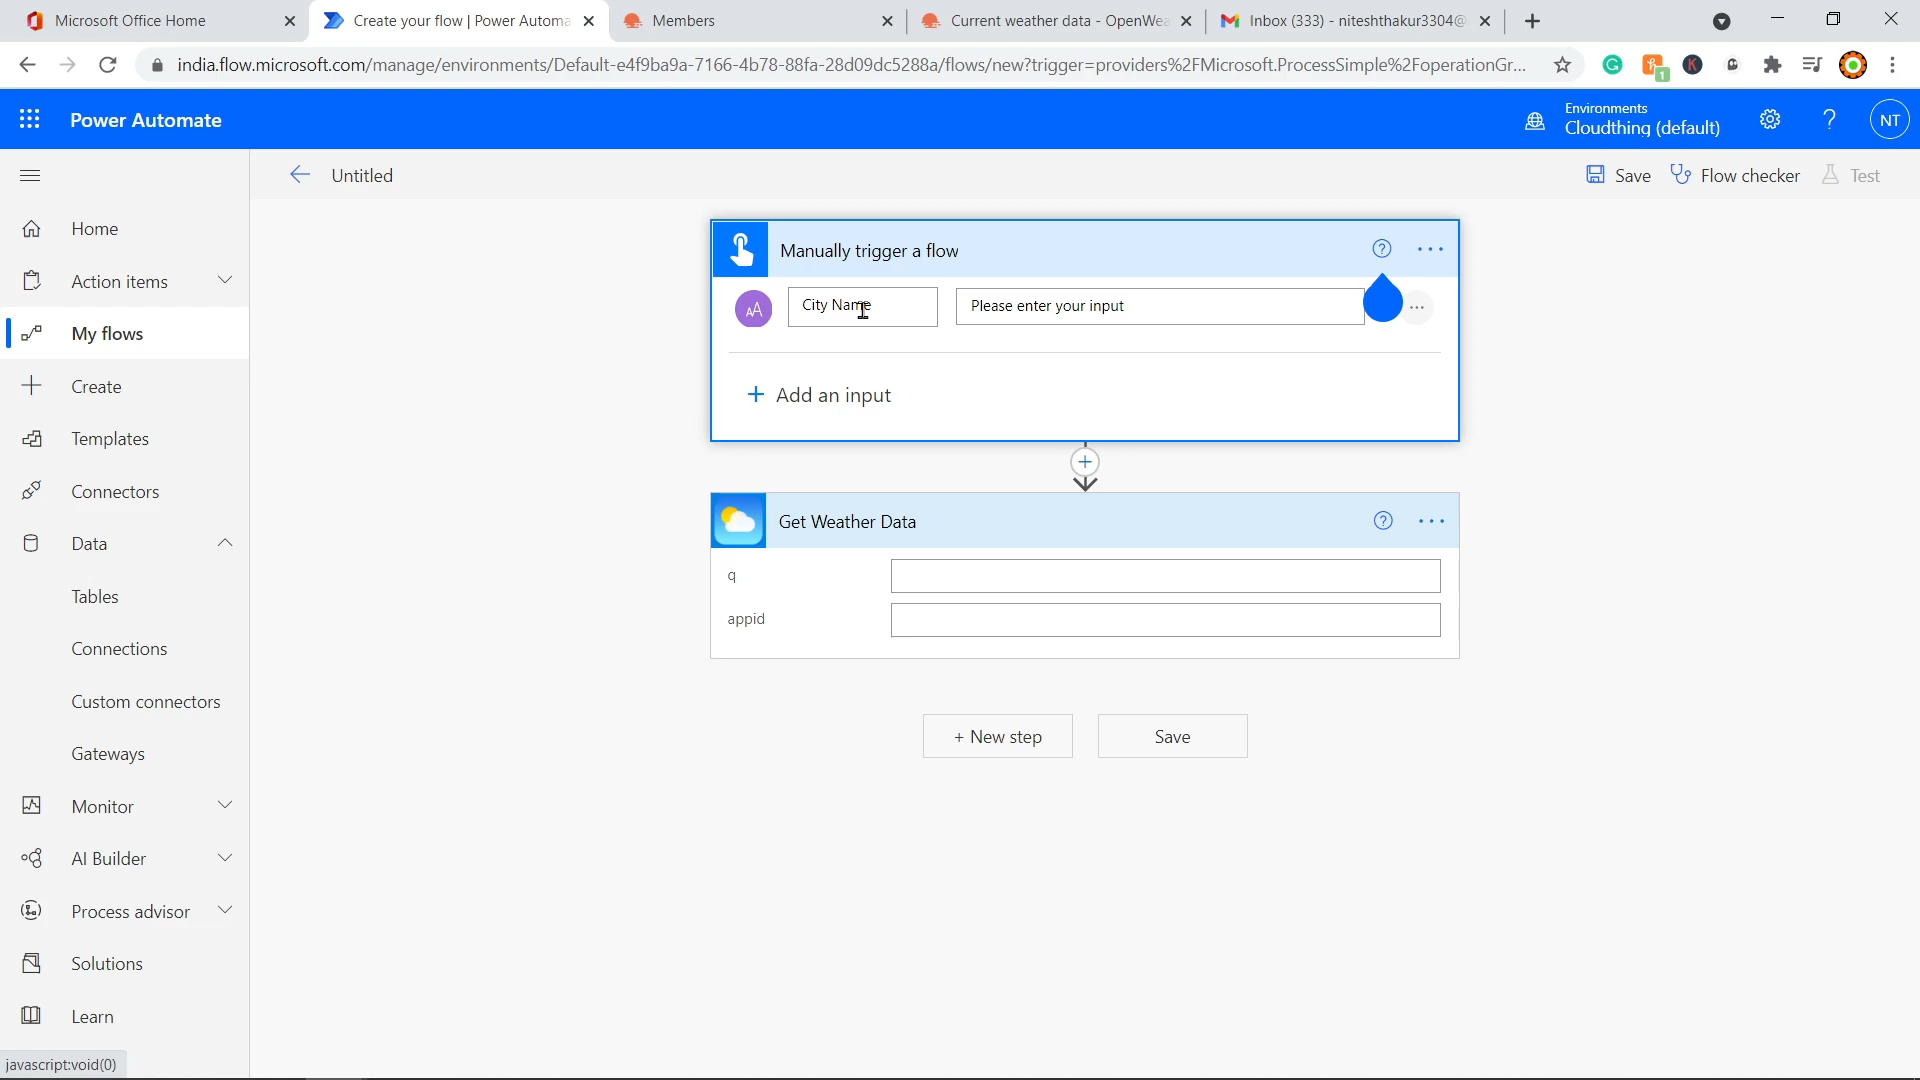 Microsoft Office Home
Create your flow | Power Automa
Members
Current weather data - OpenWea
Inbox (333) - niteshthakur3304@
india.flow.microsoft.com/manage/environments/Default-e4f9ba9a-7166-4b78-88fa-28d09dc5288a/flows/new?trigger=providers%2FMicrosoft.ProcessSimple%2FoperationGr...
1
Power Automate
Environments
Cloudthing (default)
?
NT
Untitled
Save
Flow checker
Test
Home
Action items
My flows
Create
Templates
Connectors
Data
Tables
Connections
Custom connectors
Gateways
Monitor
AI Builder
Process advisor
Solutions
Learn
Manually trigger a flow
?
...
AA
City Name
Please enter your input
...
+ Add an input
Get Weather Data
?
...
q
appid
+ New step
Save
javascript:void(0)